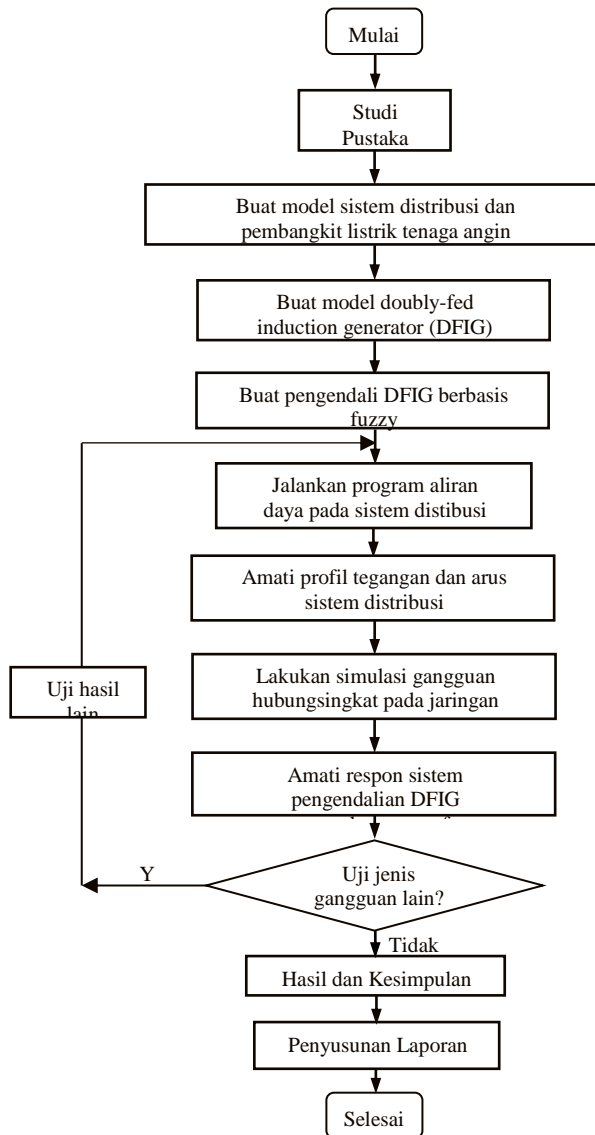 Mulai
Studi
Pustaka
Buat model sistem distribusi dan
pembangkit listrik tenaga angin
Buat model doubly-fed
induction generator (DFIG)
Buat pengendali DFIG berbasis
fuzzy
Jalankan program aliran
daya pada sistem distibusi
Amati profil tegangan dan arus
sistem distribusi
Lakukan simulasi gangguan
hubungsingkat pada jaringan
Uji hasil
lain
Amati respon sistem
pengendalian DFIG
Uji jenis
gangguan lain?
Y
Tidak
Hasil dan Kesimpulan
Penyusunan Laporan
Selesai